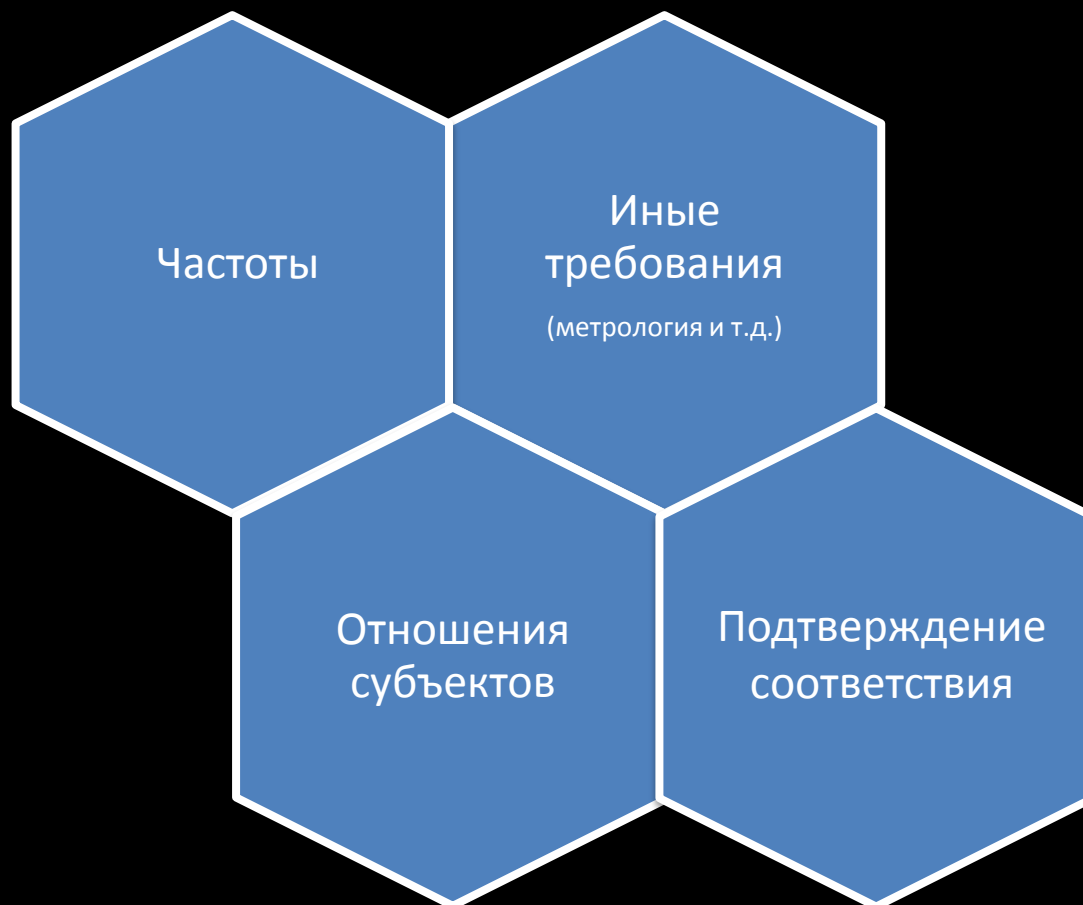 Частоты
Иные
требования
(метрология и т.д.)
Отношения
субъектов
Подтверждение
соответствия